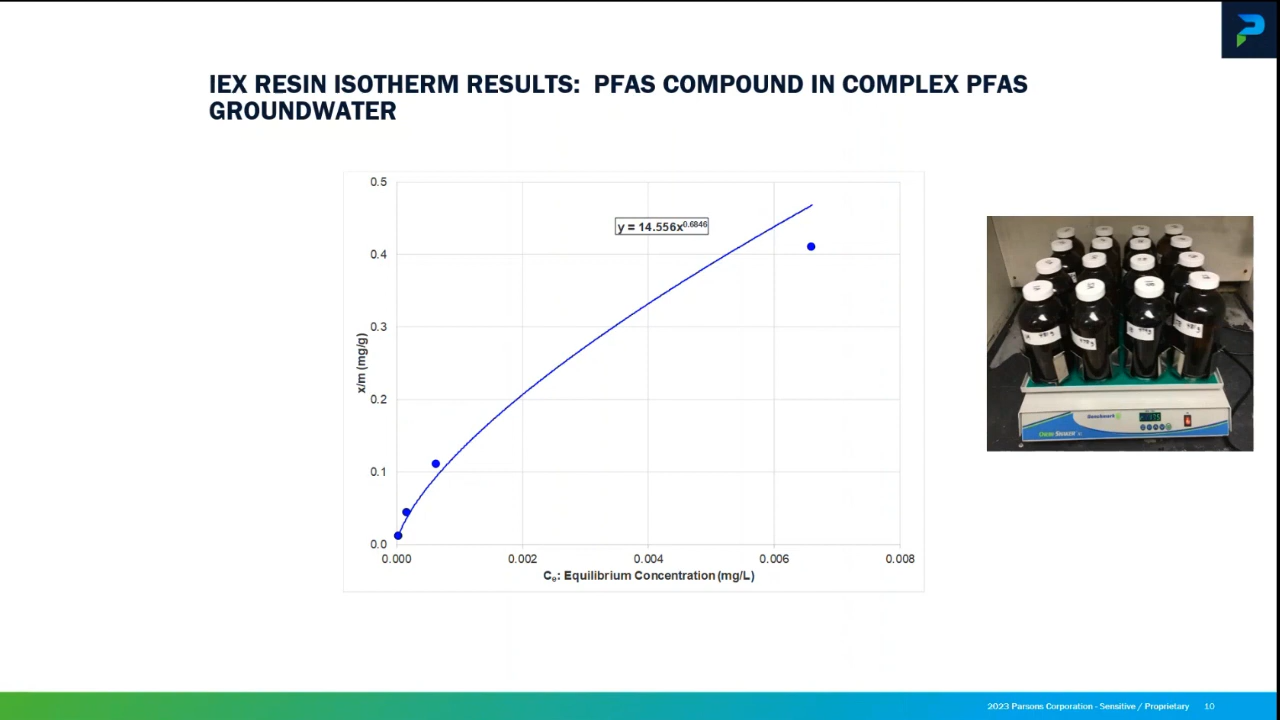 IEX RESIN ISOTHERM RESULTS:  PFAS COMPOUND IN COMPLEX PFAS
GROUNDWATER
0.5
y = 14.556x^0.6846
0.4
0.3
x/m (mg/g)
0.2
0.1
0.0
0.000 0.002 0.004 0.006 0.008
Cₑ: Equilibrium Concentration (mg/L)
2023 Parsons Corporation - Sensitive / Proprietary 10